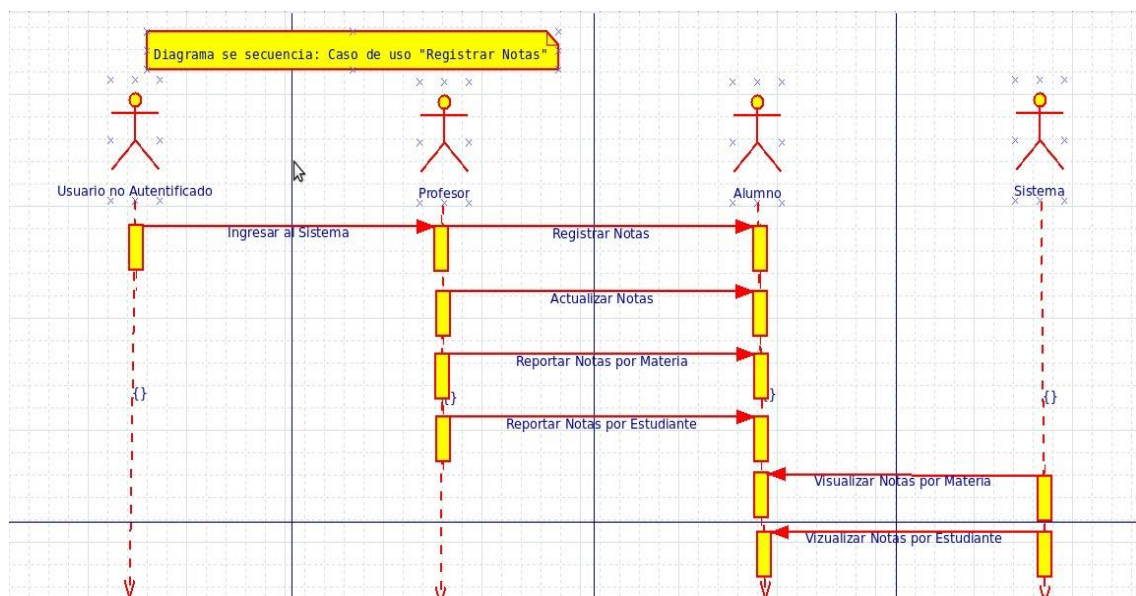 Diagrama se secuencia: Caso de uso "Registrar Notas"
Usuario no Autentificado
Profesor
Alumno
Sistema
Ingresar al Sistema
Registrar Notas
Actualizar Notas
Reportar Notas por Materia
{}
{}
{}
{}
Reportar Notas por Estudiante
Visualizar Notas por Materia
Vizualizar Notas por Estudiante